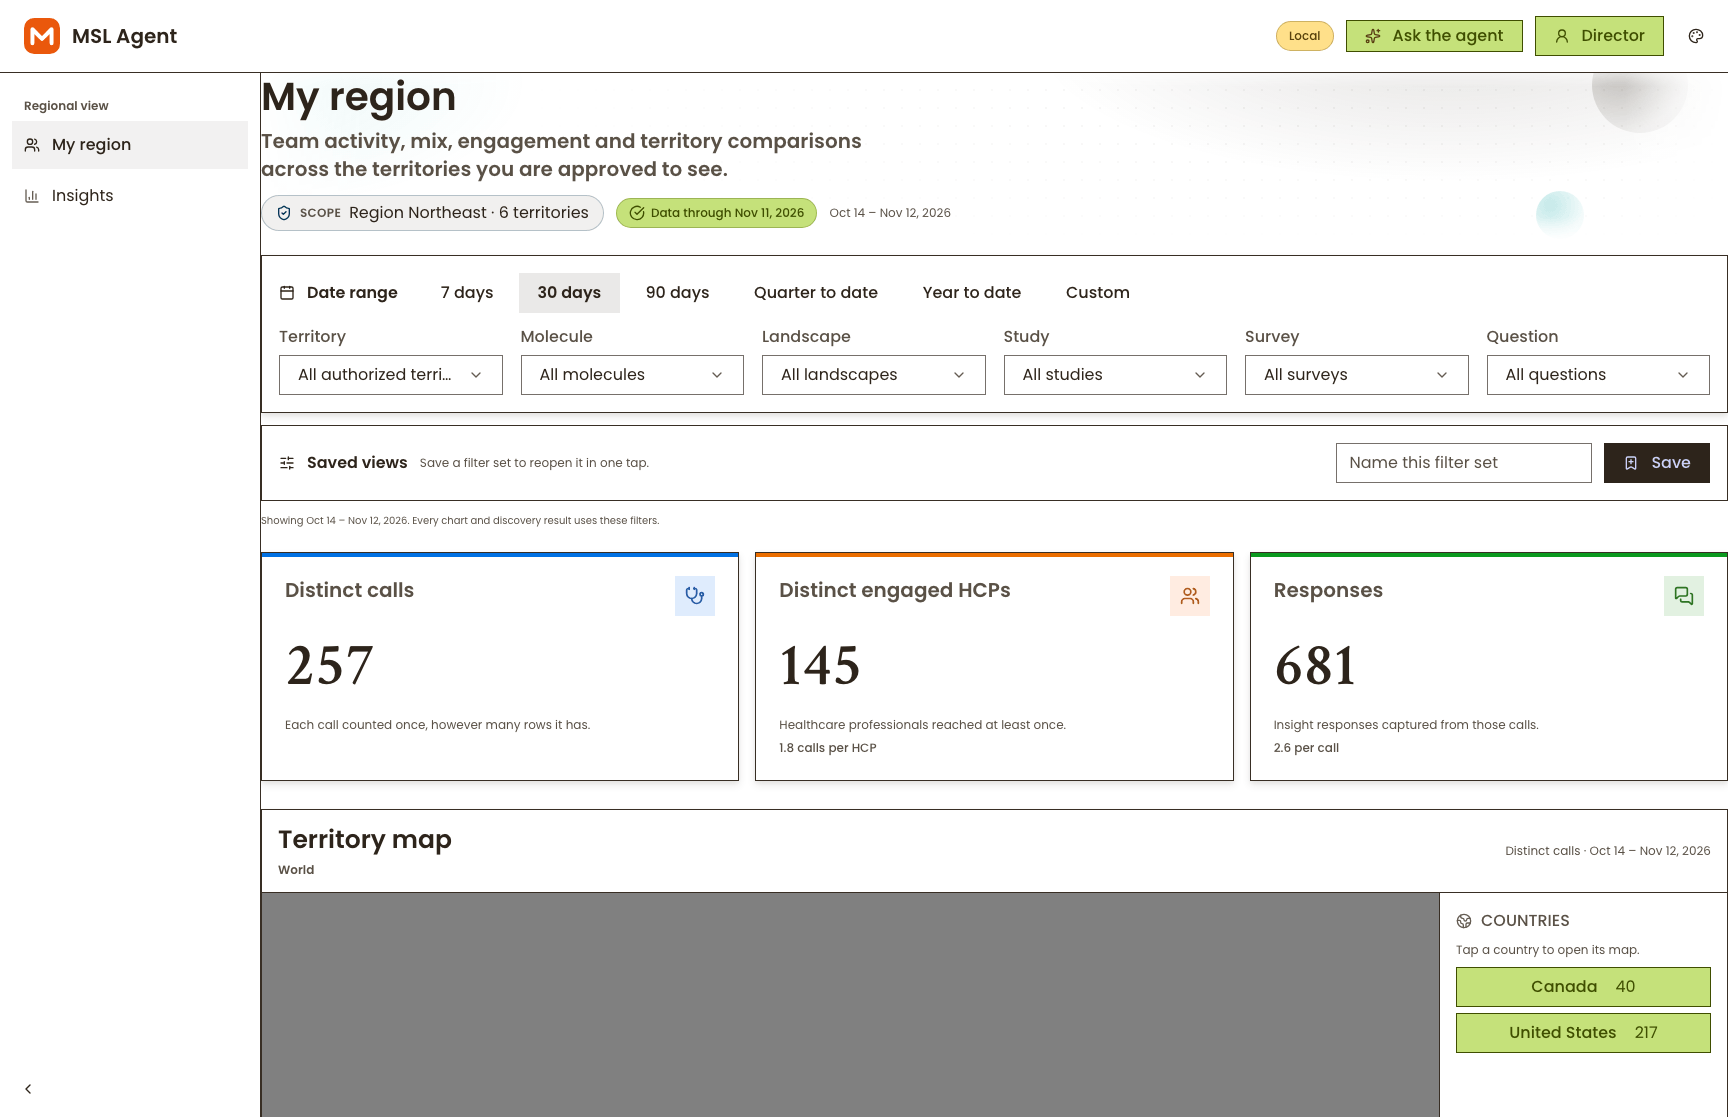 MSL Agent
Local
Ask the agent
Director
Regional view
My region
Insights
My region
Team activity, mix, engagement and territory comparisons
across the territories you are approved to see.
SCOPE Region Northeast · 6 territories
Data through Nov 11, 2026
Oct 14 – Nov 12, 2026
Date range
7 days
30 days
90 days
Quarter to date
Year to date
Custom
Territory
Molecule
Landscape
Study
Survey
Question
All authorized terri...
All molecules
All landscapes
All studies
All surveys
All questions
Saved views
Save a filter set to reopen it in one tap.
Name this filter set
Save
Showing Oct 14 – Nov 12, 2026. Every chart and discovery result uses these filters.
Distinct calls
257
Each call counted once, however many rows it has.
Distinct engaged HCPs
145
Healthcare professionals reached at least once.
1.8 calls per HCP
Responses
681
Insight responses captured from those calls.
2.6 per call
Territory map
World
Distinct calls · Oct 14 – Nov 12, 2026
COUNTRIES
Tap a country to open its map.
Canada 40
United States 217